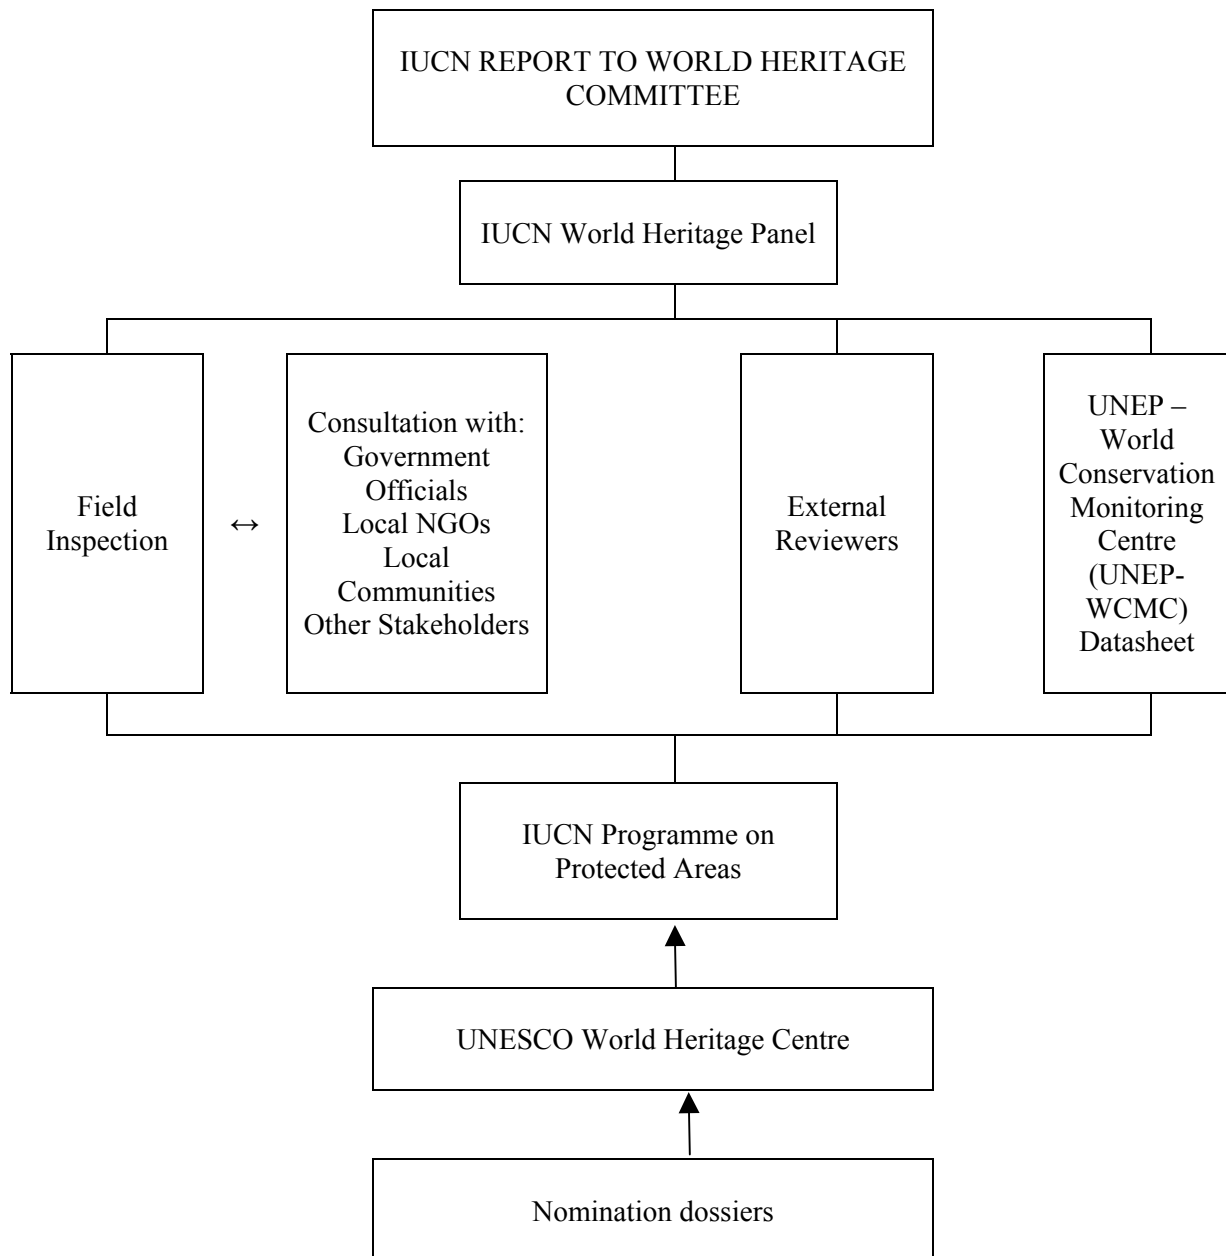 IUCN REPORT TO WORLD HERITAGE
COMMITTEE
IUCN World Heritage Panel
Field
Inspection
↔
Consultation with:
Government
Officials
Local NGOs
Local
Communities
Other Stakeholders
External
Reviewers
UNEP –
World
Conservation
Monitoring
Centre
(UNEP-
WCMC)
Datasheet
IUCN Programme on
Protected Areas
UNESCO World Heritage Centre
Nomination dossiers